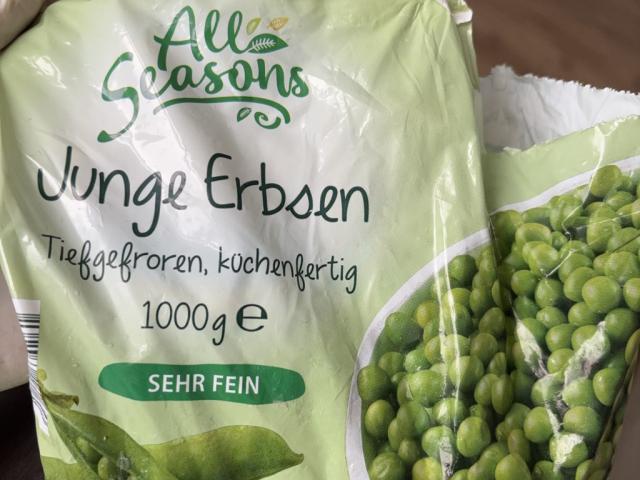 All
Seasons
Junge Erbsen
Tiefgefroren, küchenfertig
1000g e
SEHR FEIN